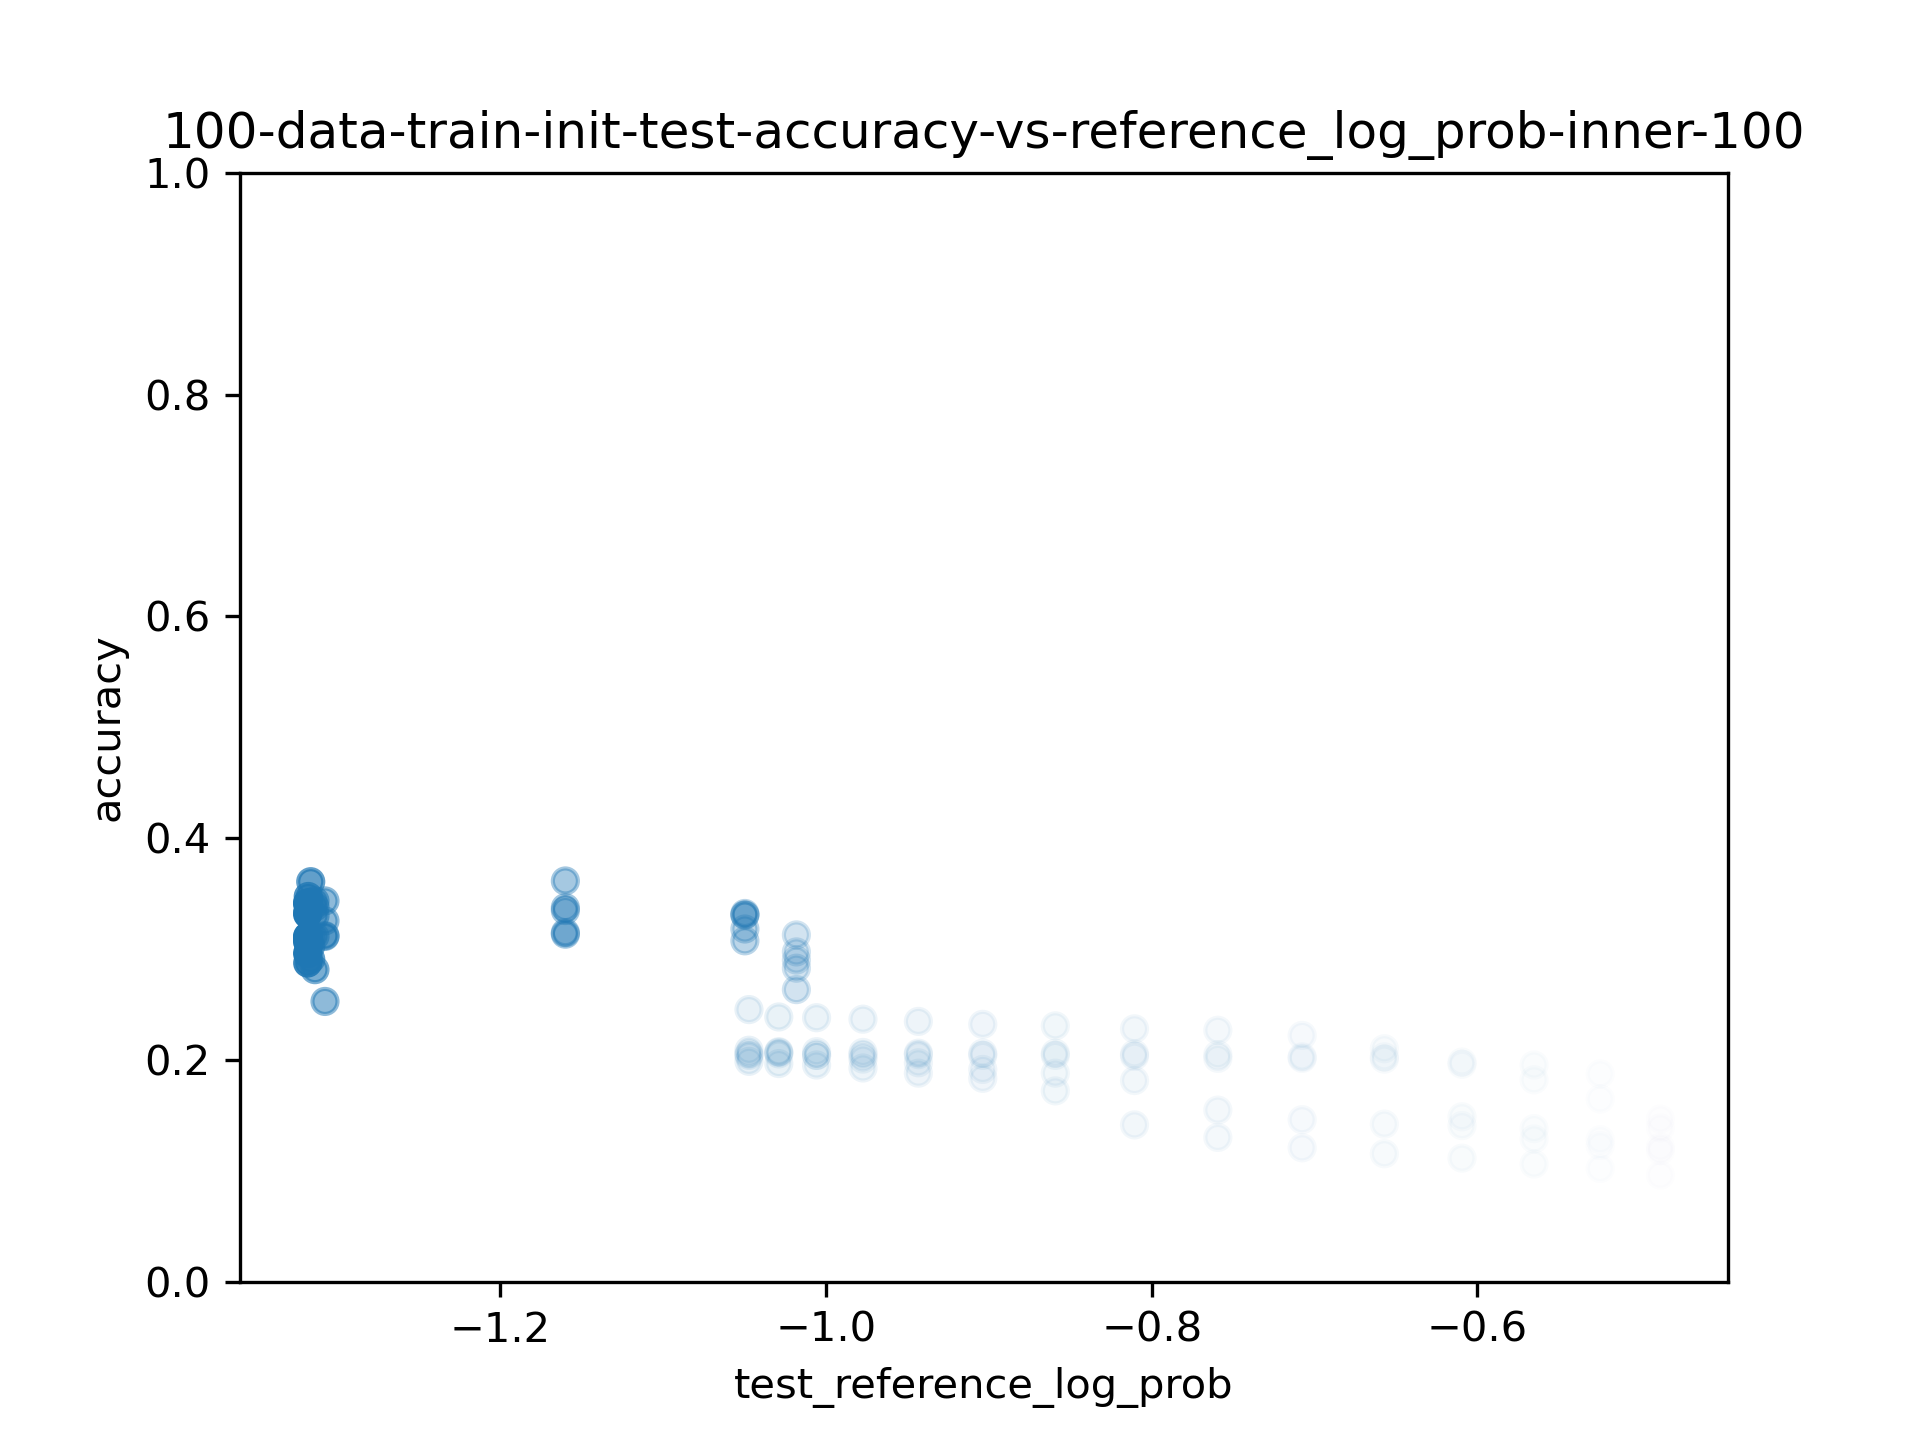 100-data-train-init-test-accuracy-vs-reference_log_prob-inner-100
1.0
0.8
0.6
0.4
0.2
0.0
accuracy
−1.2 −1.0 −0.8 −0.6
test_reference_log_prob